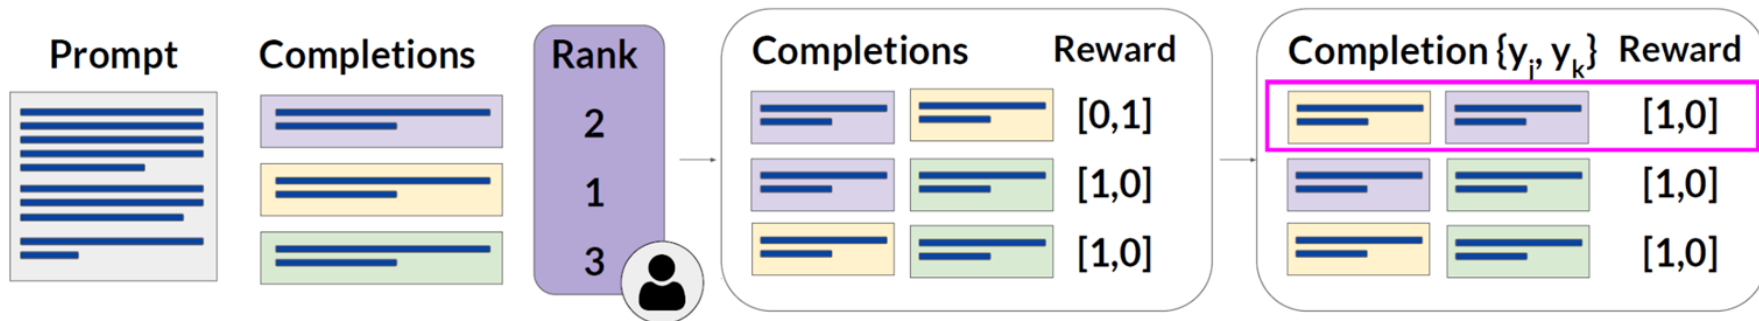 Prompt
Completions
Rank
2
1
3
Completions Reward
[0,1]
[1,0]
[1,0]
Completion {yj, yk} Reward
[1,0]
[1,0]
[1,0]